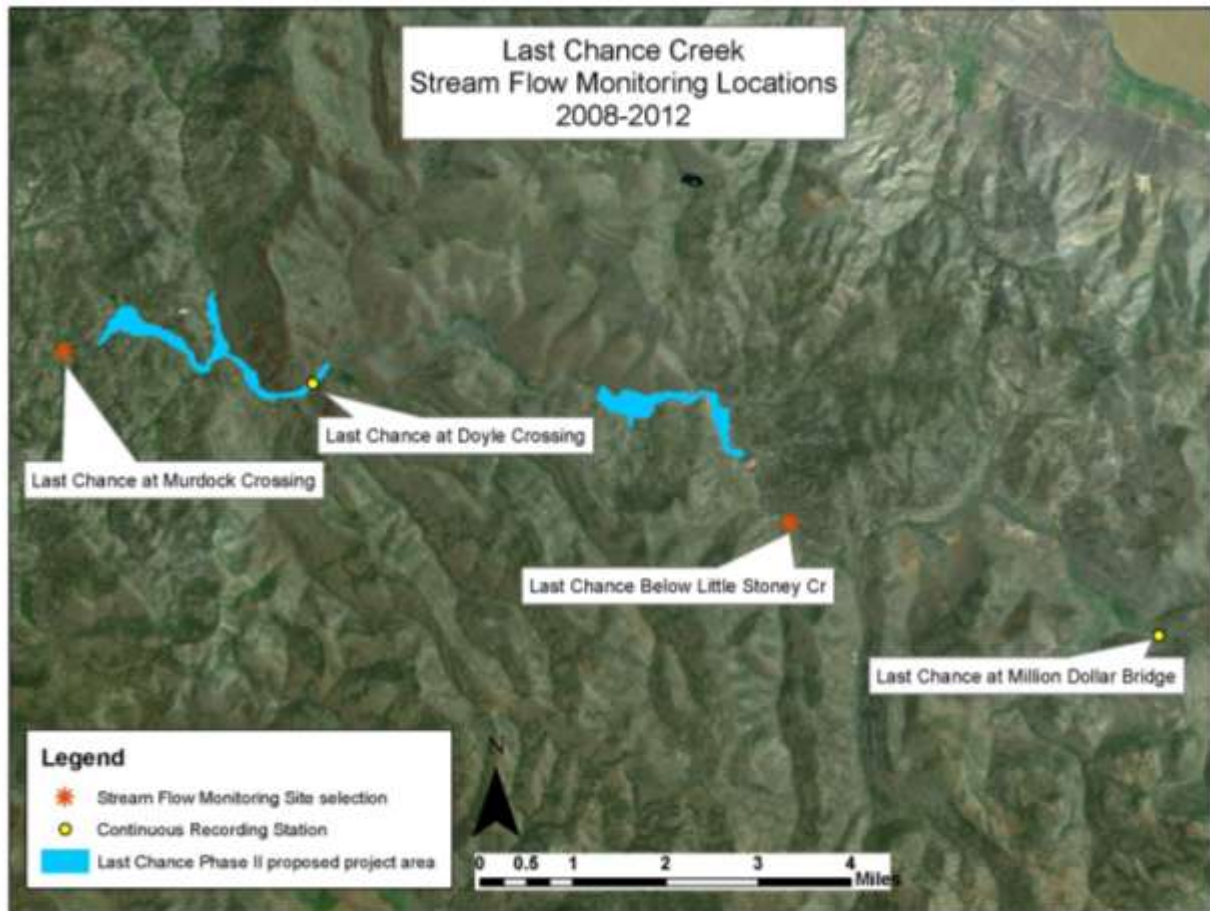 Last Chance Creek
Stream Flow Monitoring Locations
2008-2012
Last Chance at Doyle Crossing
Last Chance at Murdock Crossing
Last Chance Below Little Stoney Cr
Last Chance at Million Dollar Bridge
Legend
Stream Flow Monitoring Site selection
Continuous Recording Station
Last Chance Phase II proposed project area
N
0 0.5 1 2 3 4
Miles